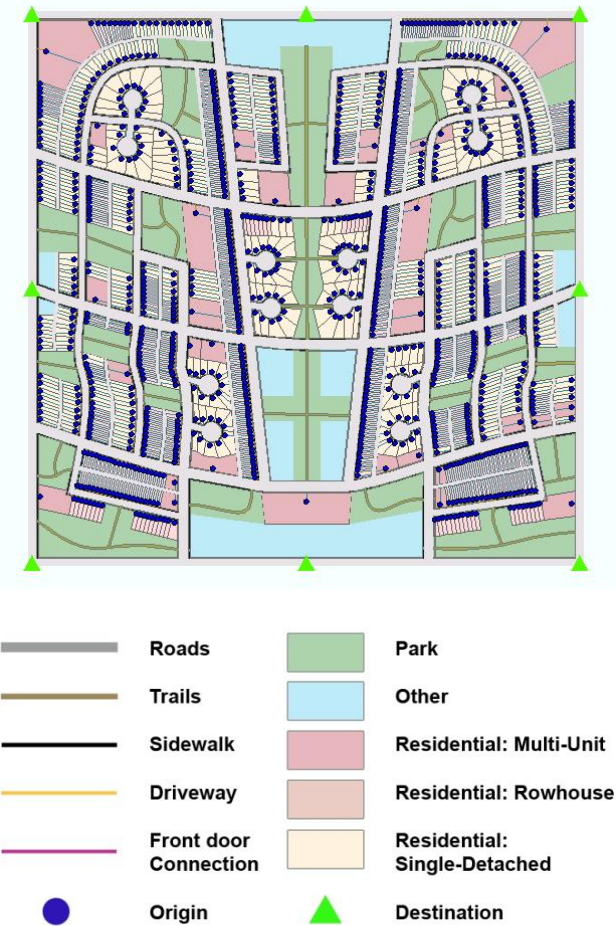 Roads
Park
Trails
Other
Sidewalk
Residential: Multi-Unit
Driveway
Residential: Rowhouse
Front door
Connection
Residential:
Single-Detached
Origin
Destination